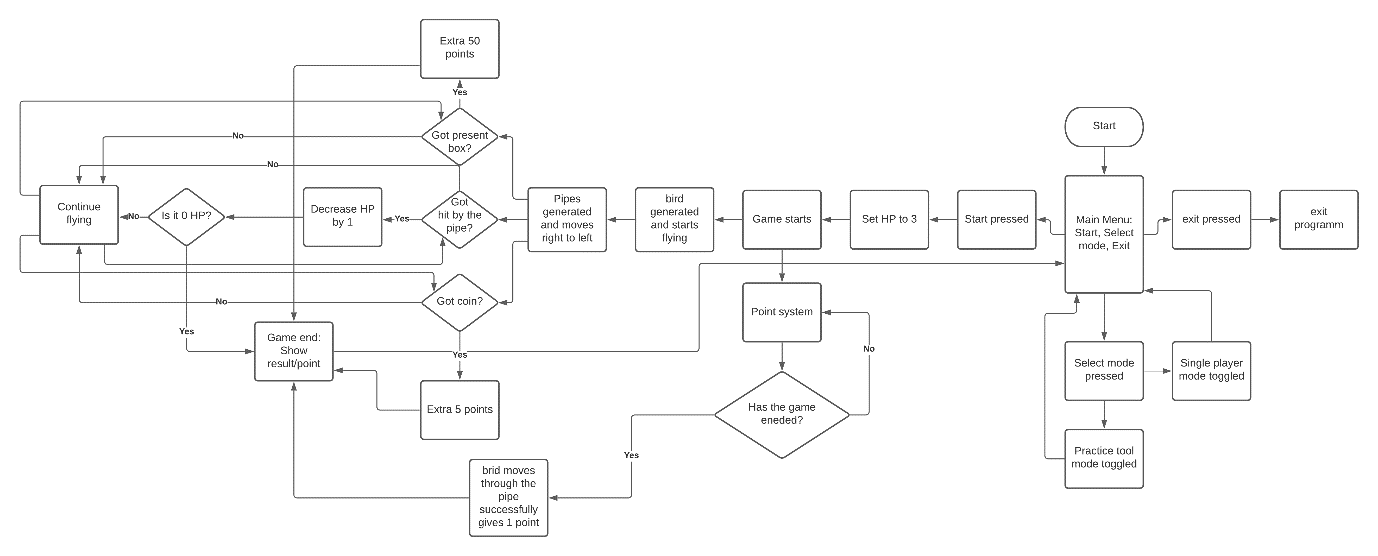 Extra 50
points
Yes
Got present
box?
No
No
Start
Continue
flying
No
Is it 0 HP?
Decrease HP
by 1
Yes
Got
hit by the
pipe?
Pipes
generated
and moves
right to left
bird
generated
and starts
flying
Game starts
Set HP to 3
Start pressed
Main Menu:
Start, Select
mode, Exit
exit pressed
exit
programm
No
Got coin?
Point system
Yes
Game end:
Show
result/point
Yes
No
Select mode
pressed
Single player
mode toggled
Extra 5 points
Has the game
eneded?
Yes
Practice tool
mode toggled
brid moves
through the
pipe
successfully
gives 1 point